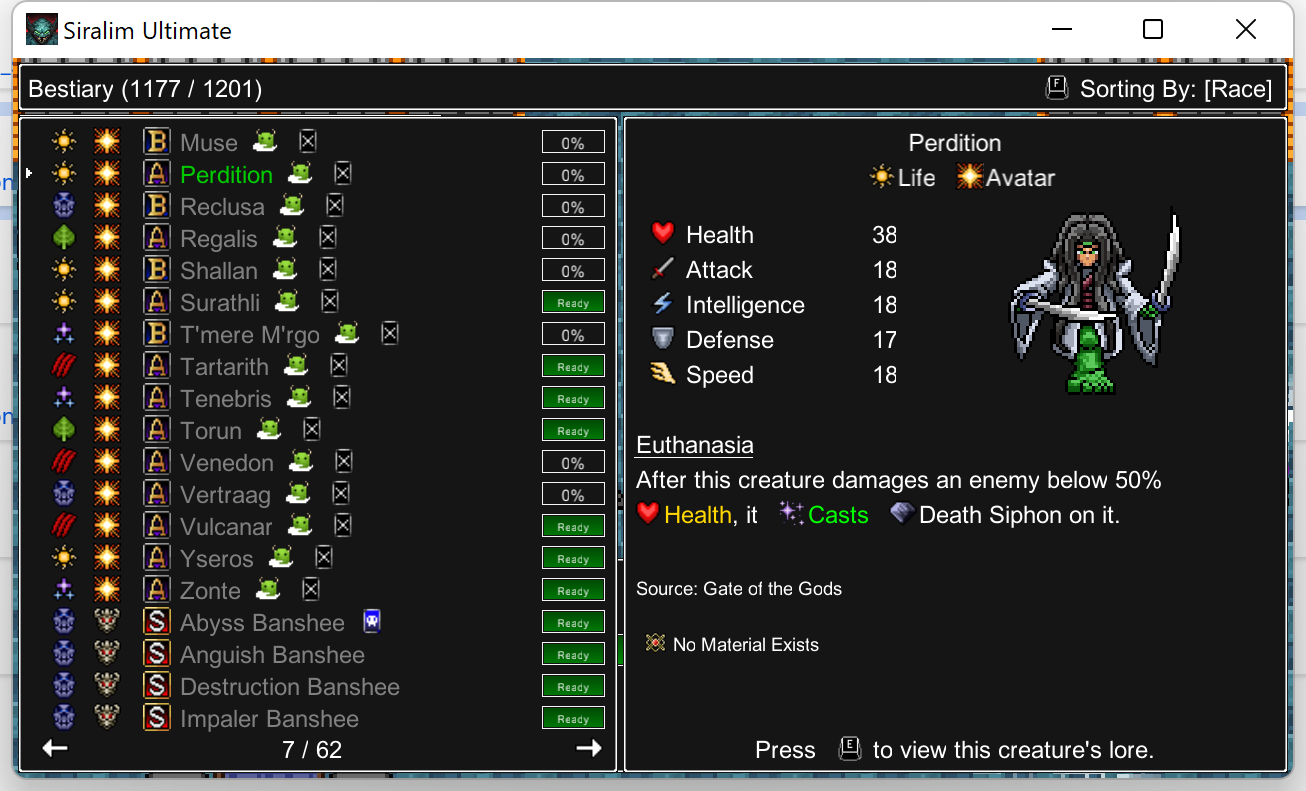 Siralim Ultimate
Bestiary (1177 / 1201)
F Sorting By: [Race]
B Muse 0%
A Perdition 0%
B Reclusa 0%
A Regalis 0%
B Shallan 0%
A Surathli Ready
B T'mere M'rgo 0%
A Tartarith Ready
A Tenebris Ready
A Torun Ready
A Venedon 0%
A Vertraag 0%
A Vulcanar Ready
A Yseros Ready
A Zonte Ready
S Abyss Banshee Ready
S Anguish Banshee Ready
S Destruction Banshee Ready
S Impaler Banshee Ready
7 / 62
Perdition
Life Avatar
Health 38
Attack 18
Intelligence 18
Defense 17
Speed 18
Euthanasia
After this creature damages an enemy below 50%
Health, it Casts Death Siphon on it.
Source: Gate of the Gods
No Material Exists
Press E to view this creature's lore.